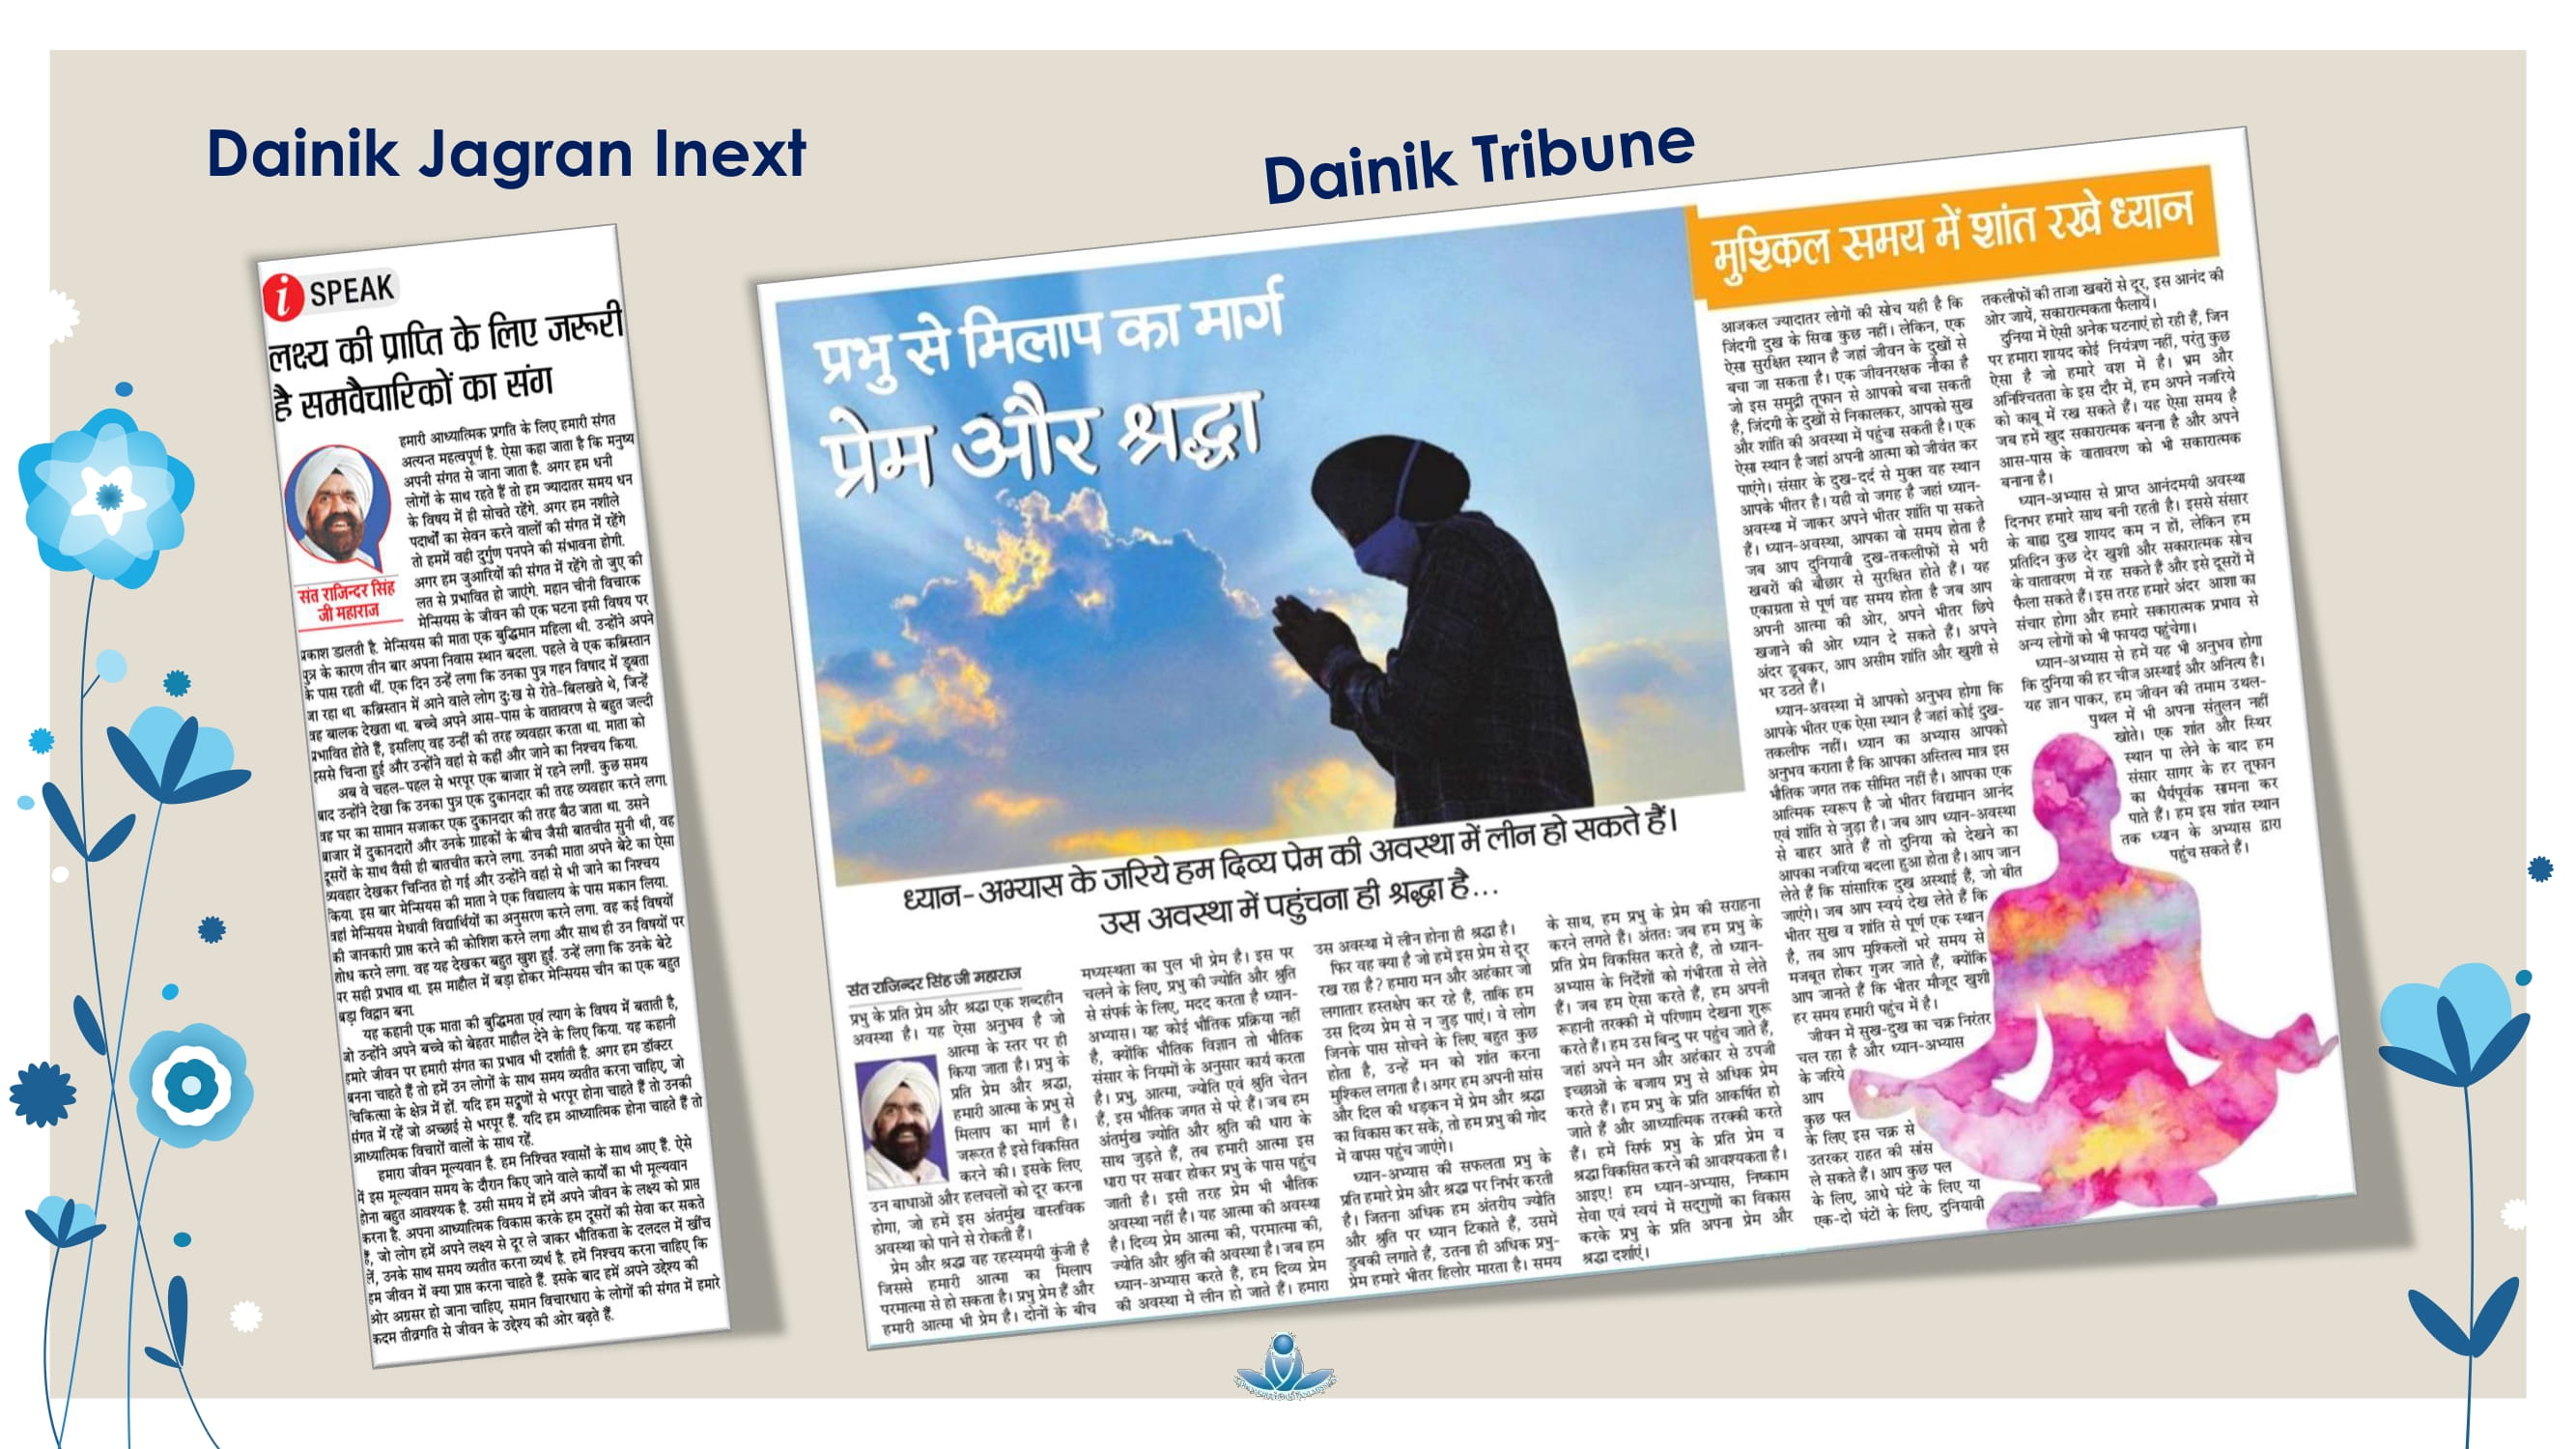 Dainik Jagran Inext
i SPEAK
लक्ष्य की प्राप्ति के लिए जरूरी
है समवैचारिकों का संग
संत राजिन्दर सिंह
जी महाराज
हमारी आध्यात्मिक प्रगति के लिए हमारी संगत
अत्यन्त महत्वपूर्ण है. ऐसा कहा जाता है कि मनुष्य
अपनी संगत से जाना जाता है. अगर हम धनी
लोगों के साथ रहते हैं तो हम ज्यादातर समय धन
के विषय में ही सोचते रहेंगे. अगर हम नशीले
पदार्थों का सेवन करने वालों की संगत में रहेंगे
तो हममें वही दुर्गुण पनपने की संभावना होगी.
अगर हम जुआरियों की संगत में रहेंगे तो जुए की
लत से प्रभावित हो जाएंगे. महान चीनी विचारक
मेन्सियस के जीवन की एक घटना इसी विषय पर
प्रकाश डालती है. मेन्सियस की माता एक बुद्धिमान महिला थी. उन्होंने अपने
पुत्र के कारण तीन बार अपना निवास स्थान बदला. पहले वे एक कब्रिस्तान
के पास रहती थीं. एक दिन उन्हें लगा कि उनका पुत्र गहन विषाद में डूबता
जा रहा था. कब्रिस्तान में आने वाले लोग दुःख से रोते-बिलखते थे, जिन्हें
वह बालक देखता था. बच्चे अपने आस-पास के वातावरण से बहुत जल्दी
प्रभावित होते हैं, इसलिए वह उन्हीं की तरह व्यवहार करता था. माता को
इससे चिन्ता हुई और उन्होंने वहां से कहीं और जाने का निश्चय किया.
अब वे चहल-पहल से भरपूर एक बाजार में रहने लगीं. कुछ समय
बाद उन्होंने देखा कि उनका पुत्र एक दुकानदार की तरह व्यवहार करने लगा.
वह घर का सामान सजाकर एक दुकानदार की तरह बैठ जाता था. उसने
बाजार में दुकानदारों और उनके ग्राहकों के बीच जैसी बातचीत सुनी थी, वह
दूसरों के साथ वैसी ही बातचीत करने लगा. उनकी माता अपने बेटे का ऐसा
व्यवहार देखकर चिन्तित हो गई और उन्होंने वहां से भी जाने का निश्चय
किया. इस बार मेन्सियस की माता ने एक विद्यालय के पास मकान लिया.
वहां मेन्सियस मेधावी विद्यार्थियों का अनुसरण करने लगा. वह कई विषयों
की जानकारी प्राप्त करने की कोशिश करने लगा और साथ ही उन विषयों पर
शोध करने लगा. वह यह देखकर बहुत खुश हुईं. उन्हें लगा कि उनके बेटे
पर सही प्रभाव था. इस माहौल में बड़ा होकर मेन्सियस चीन का एक बहुत
बड़ा विद्वान बना.
यह कहानी एक माता की बुद्धिमता एवं त्याग के विषय में बताती है,
जो उन्होंने अपने बच्चे को बेहतर माहौल देने के लिए किया. यह कहानी
हमारे जीवन पर हमारी संगत का प्रभाव भी दर्शाती है. अगर हम डॉक्टर
बनना चाहते हैं तो हमें उन लोगों के साथ समय व्यतीत करना चाहिए, जो
चिकित्सा के क्षेत्र में हों. यदि हम सद्गुणों से भरपूर होना चाहते हैं तो उनकी
संगत में रहें जो अच्छाई से भरपूर हैं. यदि हम आध्यात्मिक होना चाहते हैं तो
आध्यात्मिक विचारों वालों के साथ रहें.
हमारा जीवन मूल्यवान है. हम निश्चित श्वासों के साथ आए हैं. ऐसे
में इस मूल्यवान समय के दौरान किए जाने वाले कार्यों का भी मूल्यवान
होना बहुत आवश्यक है. उसी समय में हमें अपने जीवन के लक्ष्य को प्राप्त
करना है. अपना आध्यात्मिक विकास करके हम दूसरों की सेवा कर सकते
हैं, जो लोग हमें अपने लक्ष्य से दूर ले जाकर भौतिकता के दलदल में खींच
लें, उनके साथ समय व्यतीत करना व्यर्थ है. हमें निश्चय करना चाहिए कि
हम जीवन में क्या प्राप्त करना चाहते हैं. इसके बाद हमें अपने उद्देश्य की
ओर अग्रसर हो जाना चाहिए, समान विचारधारा के लोगों की संगत में हमारे
कदम तीव्रगति से जीवन के उद्देश्य की ओर बढ़ते हैं.
Dainik Tribune
प्रभु से मिलाप का मार्ग
प्रेम और श्रद्धा
ध्यान-अभ्यास के जरिये हम दिव्य प्रेम की अवस्था में लीन हो सकते हैं।
उस अवस्था में पहुंचना ही श्रद्धा है...
संत राजिन्दर सिंह जी महाराज
प्रभु के प्रति प्रेम और श्रद्धा एक शब्दहीन
अवस्था है। यह ऐसा अनुभव है जो
आत्मा के स्तर पर ही
किया जाता है। प्रभु के
प्रति प्रेम और श्रद्धा,
हमारी आत्मा के प्रभु से
मिलाप का मार्ग है।
जरूरत है इसे विकसित
करने की। इसके लिए
उन बाधाओं और हलचलों को दूर करना
होगा, जो हमें इस अंतर्मुख वास्तविक
अवस्था को पाने से रोकती हैं।
प्रेम और श्रद्धा वह रहस्यमयी कुंजी है
जिससे हमारी आत्मा का मिलाप
परमात्मा से हो सकता है। प्रभु प्रेम हैं और
हमारी आत्मा भी प्रेम है। दोनों के बीच
मध्यस्थता का पुल भी प्रेम है। इस पर
चलने के लिए, प्रभु की ज्योति और श्रुति
से संपर्क के लिए, मदद करता है ध्यान-
अभ्यास। यह कोई भौतिक प्रक्रिया नहीं
है, क्योंकि भौतिक विज्ञान तो भौतिक
संसार के नियमों के अनुसार कार्य करता
है। प्रभु, आत्मा, ज्योति एवं श्रुति चेतन
हैं, इस भौतिक जगत से परे हैं। जब हम
अंतर्मुख ज्योति और श्रुति की धारा के
साथ जुड़ते हैं, तब हमारी आत्मा इस
धारा पर सवार होकर प्रभु के पास पहुंच
जाती है। इसी तरह प्रेम भी भौतिक
अवस्था नहीं है। यह आत्मा की अवस्था
है। दिव्य प्रेम आत्मा की, परमात्मा की,
ज्योति और श्रुति की अवस्था है। जब हम
ध्यान-अभ्यास करते हैं, हम दिव्य प्रेम
की अवस्था में लीन हो जाते हैं। हमारा
उस अवस्था में लीन होना ही श्रद्धा है।
फिर वह क्या है जो हमें इस प्रेम से दूर
रख रहा है? हमारा मन और अहंकार जो
लगातार हस्तक्षेप कर रहे हैं, ताकि हम
उस दिव्य प्रेम से न जुड़ पाएं। वे लोग
जिनके पास सोचने के लिए बहुत कुछ
होता है, उन्हें मन को शांत करना
मुश्किल लगता है। अगर हम अपनी सांस
और दिल की धड़कन में प्रेम और श्रद्धा
का विकास कर सकें, तो हम प्रभु की गोद
में वापस पहुंच जाएंगे।
ध्यान-अभ्यास की सफलता प्रभु के
प्रति हमारे प्रेम और श्रद्धा पर निर्भर करती
है। जितना अधिक हम अंतरीय ज्योति
और श्रुति पर ध्यान टिकाते हैं, उसमें
डुबकी लगाते हैं, उतना ही अधिक प्रभु-
प्रेम हमारे भीतर हिलोर मारता है। समय
के साथ, हम प्रभु के प्रेम की सराहना
करने लगते हैं। अंततः जब हम प्रभु के
प्रति प्रेम विकसित करते हैं, तो ध्यान-
अभ्यास के निर्देशों को गंभीरता से लेते
हैं। जब हम ऐसा करते हैं, हम अपनी
रूहानी तरक्की में परिणाम देखना शुरू
करते हैं। हम उस बिन्दु पर पहुंच जाते हैं,
जहां अपने मन और अहंकार से उपजी
इच्छाओं के बजाय प्रभु से अधिक प्रेम
करते हैं। हम प्रभु के प्रति आकर्षित हो
जाते हैं और आध्यात्मिक तरक्की करते
हैं। हमें सिर्फ प्रभु के प्रति प्रेम व
श्रद्धा विकसित करने की आवश्यकता है।
आइए! हम ध्यान-अभ्यास, निष्काम
सेवा एवं स्वयं में सद्गुणों का विकास
करके प्रभु के प्रति अपना प्रेम और
श्रद्धा दर्शाएं।
मुश्किल समय में शांत रखे ध्यान
आजकल ज्यादातर लोगों की सोच यही है कि
जिंदगी दुख के सिवा कुछ नहीं। लेकिन, एक
ऐसा सुरक्षित स्थान है जहां जीवन के दुखों से
बचा जा सकता है। एक जीवनरक्षक नौका है
जो इस समुद्री तूफान से आपको बचा सकती
है, जिंदगी के दुखों से निकालकर, आपको सुख
और शांति की अवस्था में पहुंचा सकती है। एक
ऐसा स्थान है जहां अपनी आत्मा को जीवंत कर
पाएंगे। संसार के दुख-दर्द से मुक्त वह स्थान
आपके भीतर है। यही वो जगह है जहां ध्यान-
अवस्था में जाकर अपने भीतर शांति पा सकते
हैं। ध्यान-अवस्था, आपका वो समय होता है
जब आप दुनियावी दुख-तकलीफों से भरी
खबरों की बौछार से सुरक्षित होते हैं। यह
एकाग्रता से पूर्ण वह समय होता है जब आप
अपनी आत्मा की ओर, अपने भीतर छिपे
खजाने की ओर ध्यान दे सकते हैं। अपने
अंदर डूबकर, आप असीम शांति और खुशी से
भर उठते हैं।
ध्यान-अवस्था में आपको अनुभव होगा कि
आपके भीतर एक ऐसा स्थान है जहां कोई दुख-
तकलीफ नहीं। ध्यान का अभ्यास आपको
अनुभव कराता है कि आपका अस्तित्व मात्र इस
भौतिक जगत तक सीमित नहीं है। आपका एक
आत्मिक स्वरूप है जो भीतर विद्यमान आनंद
एवं शांति से जुड़ा है। जब आप ध्यान-अवस्था
से बाहर आते हैं तो दुनिया को देखने का
आपका नजरिया बदला हुआ होता है। आप जान
लेते हैं कि सांसारिक दुख अस्थाई हैं, जो बीत
जाएंगे। जब आप स्वयं देख लेते हैं कि
भीतर सुख व शांति से पूर्ण एक स्थान
है, तब आप मुश्किलों भरे समय से
मजबूत होकर गुजर जाते हैं, क्योंकि
आप जानते हैं कि भीतर मौजूद खुशी
हर समय हमारी पहुंच में है।
जीवन में सुख-दुख का चक्र निरंतर
चल रहा है और ध्यान-अभ्यास
के जरिये
आप
कुछ पल
के लिए इस चक्र से
उतरकर राहत की सांस
ले सकते हैं। आप कुछ पल
के लिए, आधे घंटे के लिए या
एक-दो घंटों के लिए, दुनियावी
तकलीफों की ताजा खबरों से दूर, इस आनंद की
ओर जायें, सकारात्मकता फैलायें।
दुनिया में ऐसी अनेक घटनाएं हो रही हैं, जिन
पर हमारा शायद कोई नियंत्रण नहीं, परंतु कुछ
ऐसा है जो हमारे वश में है। भ्रम और
अनिश्चितता के इस दौर में, हम अपने नजरिये
को काबू में रख सकते हैं। यह ऐसा समय है
जब हमें खुद सकारात्मक बनना है और अपने
आस-पास के वातावरण को भी सकारात्मक
बनाना है।
ध्यान-अभ्यास से प्राप्त आनंदमयी अवस्था
दिनभर हमारे साथ बनी रहती है। इससे संसार
के बाह्य दुख शायद कम न हों, लेकिन हम
प्रतिदिन कुछ देर खुशी और सकारात्मक सोच
के वातावरण में रह सकते हैं और इसे दूसरों में
फैला सकते हैं। इस तरह हमारे अंदर आशा का
संचार होगा और हमारे सकारात्मक प्रभाव से
अन्य लोगों को भी फायदा पहुंचेगा।
ध्यान-अभ्यास से हमें यह भी अनुभव होगा
कि दुनिया की हर चीज अस्थाई और अनित्य है।
यह ज्ञान पाकर, हम जीवन की तमाम उथल-
पुथल में भी अपना संतुलन नहीं
खोते। एक शांत और स्थिर
स्थान पा लेने के बाद हम
संसार सागर के हर तूफान
का धैर्यपूर्वक सामना कर
पाते हैं। हम इस शांत स्थान
तक ध्यान के अभ्यास द्वारा
पहुंच सकते हैं।